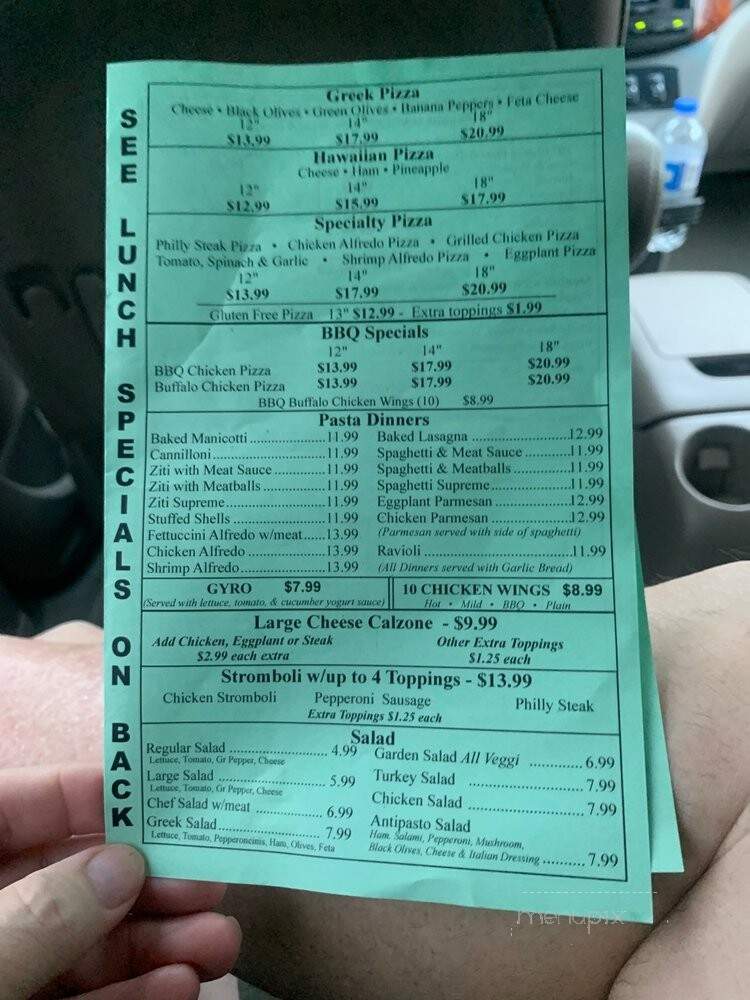 SEE LUNCH SPECIALS ON BACK
Greek Pizza
Cheese • Black Olives • Green Olives • Banana Peppers • Feta Cheese
12" 14" 18"
$13.99 $17.99 $20.99
Hawaiian Pizza
Cheese • Ham • Pineapple
12" 14" 18"
$12.99 $15.99 $17.99
Specialty Pizza
Philly Steak Pizza • Chicken Alfredo Pizza • Grilled Chicken Pizza
Tomato, Spinach & Garlic • Shrimp Alfredo Pizza • Eggplant Pizza
12" 14" 18"
$13.99 $17.99 $20.99
Gluten Free Pizza 13" $12.99 - Extra toppings $1.99
BBQ Specials
12" 14" 18"
BBQ Chicken Pizza $13.99 $17.99 $20.99
Buffalo Chicken Pizza $13.99 $17.99 $20.99
BBQ Buffalo Chicken Wings (10) $8.99
Pasta Dinners
Baked Manicotti....................11.99 Baked Lasagna ........................12.99
Cannilloni..............................11.99 Spaghetti & Meat Sauce...........11.99
Ziti with Meat Sauce..............11.99 Spaghetti & Meatballs..............11.99
Ziti with Meatballs................11.99 Spaghetti Supreme....................11.99
Ziti Supreme..........................11.99 Eggplant Parmesan ...................12.99
Stuffed Shells .......................11.99 Chicken Parmesan ....................12.99
Fettuccini Alfredo w/meat......13.99 (Parmesan served with side of spaghetti)
Chicken Alfredo ...................13.99 Ravioli.....................................11.99
Shrimp Alfredo......................13.99 (All Dinners served with Garlic Bread)
GYRO $7.99 10 CHICKEN WINGS $8.99
(Served with lettuce, tomato, & cucumber yogurt sauce) Hot • Mild • BBQ • Plain
Large Cheese Calzone - $9.99
Add Chicken, Eggplant or Steak Other Extra Toppings
$2.99 each extra $1.25 each
Stromboli w/up to 4 Toppings - $13.99
Chicken Stromboli Pepperoni Sausage Philly Steak
Extra Toppings $1.25 each
Salad
Regular Salad .................... 4.99 Garden Salad All Veggi ........... 6.99
Lettuce, Tomato, Gr Pepper, Cheese
Large Salad ...................... 5.99 Turkey Salad ........................ 7.99
Lettuce, Tomato, Gr Pepper, Cheese
Chef Salad w/meat .............. 6.99 Chicken Salad ....................... 7.99
Greek Salad....................... 7.99 Antipasto Salad
Lettuce, Tomato, Pepperoncinis, Ham, Olives, Feta Ham, Salami, Pepperoni, Mushroom,
Black Olives, Cheese & Italian Dressing .......... 7.99
menupix